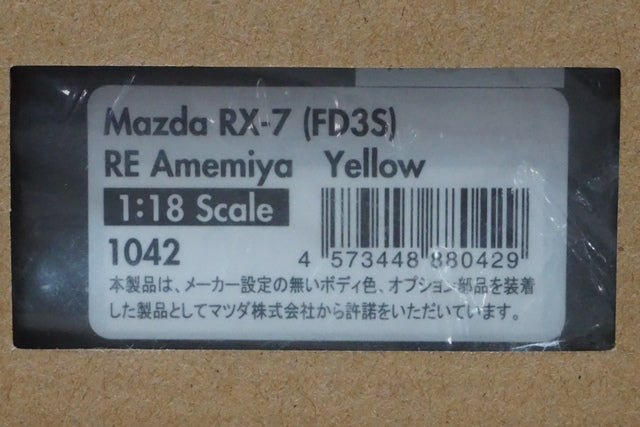 Mazda RX-7 (FD3S)
RE Amemiya Yellow
1:18 Scale
1042
4 573448 880429
本製品は、メーカー設定の無いボディ色、オプション部品を装着
した製品としてマツダ株式会社から許諾をいただいています。